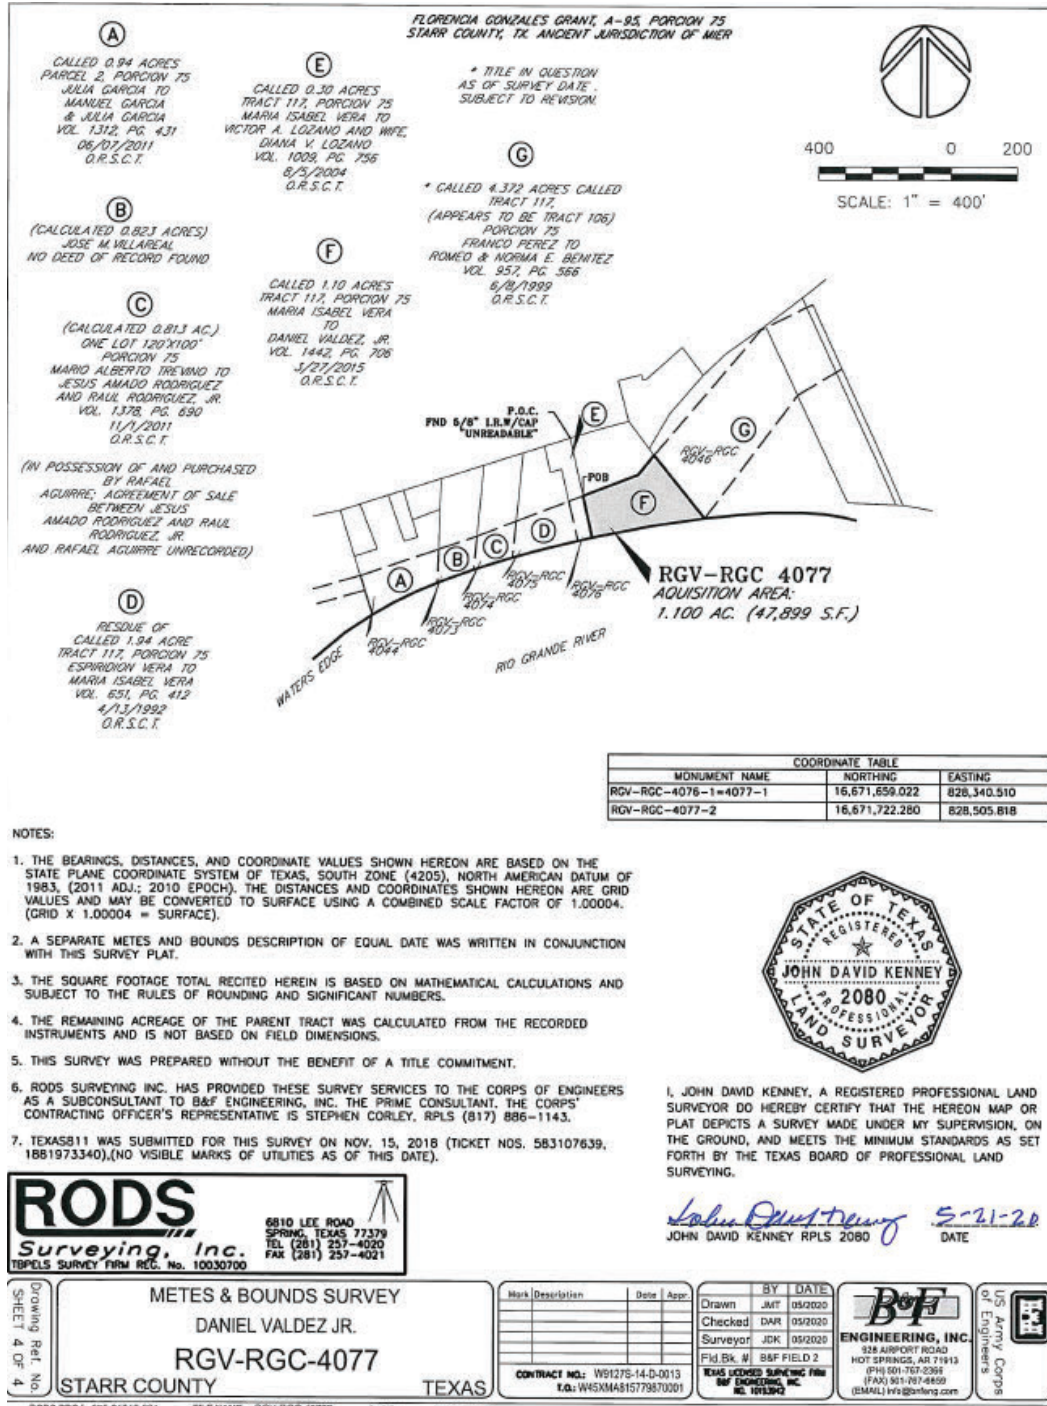 FLORENCIA GONZALES GRANT, A-95, PORCION 75
STARR COUNTY, TX. ANCIENT JURISDICTION OF MIER
* TITLE IN QUESTION
AS OF SURVEY DATE.
SUBJECT TO REVISION.
A
CALLED 0.94 ACRES
PARCEL 2, PORCION 75
JULIA GARCIA TO
MANUEL GARCIA
& JULIA GARCIA
VOL. 1312, PG. 431
06/07/2011
O.R.S.C.T.
B
(CALCULATED 0.823 ACRES)
JOSE M. VILLAREAL
NO DEED OF RECORD FOUND
C
(CALCULATED 0.813 AC.)
ONE LOT 120'X100'
PORCION 75
MARIO ALBERTO TREVINO TO
JESUS AMADO RODRIGUEZ
AND RAUL RODRIGUEZ, JR.
VOL. 1378, PG. 690
11/1/2011
O.R.S.C.T.
(IN POSSESSION OF AND PURCHASED
BY RAFAEL
AGUIRRE; AGREEMENT OF SALE
BETWEEN JESUS
AMADO RODRIGUEZ AND RAUL
RODRIGUEZ, JR.
AND RAFAEL AGUIRRE UNRECORDED)
D
RESDUE OF
CALLED 1.94 ACRE
TRACT 117, PORCION 75
ESPIRIDION VERA TO
MARIA ISABEL VERA
VOL. 651, PG. 412
4/13/1992
O.R.S.C.T.
E
CALLED 0.30 ACRES
TRACT 117, PORCION 75
MARIA ISABEL VERA TO
VICTOR A. LOZANO AND WIFE,
DIANA V. LOZANO
VOL. 1009, PG. 756
8/5/2004
O.R.S.C.T.
F
CALLED 1.10 ACRES
TRACT 117, PORCION 75
MARIA ISABEL VERA
TO
DANIEL VALDEZ, JR.
VOL. 1442, PG. 706
3/27/2015
O.R.S.C.T.
G
* CALLED 4.372 ACRES CALLED
TRACT 117,
(APPEARS TO BE TRACT 106)
PORCION 75
FRANCO PEREZ TO
ROMEO & NORMA E. BENITEZ
VOL. 957, PG. 566
6/8/1999
O.R.S.C.T.
400 0 200
SCALE: 1" = 400'
P.O.C.
FND 5/8" I.R.W/CAP
"UNREADABLE"
E
G
RGV-RGC
4046
POB
F
D
C
B
A
RGV-RGC
4044
RGV-RGC
4073
RGV-RGC
4074
RGV-RGC
4075
RGV-RGC
4076
RGV-RGC 4077
AQUISITION AREA:
1.100 AC. (47,899 S.F.)
WATERS EDGE
RIO GRANDE RIVER
COORDINATE TABLE
MONUMENT NAME NORTHING EASTING
RGV-RGC-4076-1=4077-1 16,671,659.022 828,340.510
RGV-RGC-4077-2 16,671,722.280 828,505.818
NOTES:
1. THE BEARINGS, DISTANCES, AND COORDINATE VALUES SHOWN HEREON ARE BASED ON THE
STATE PLANE COORDINATE SYSTEM OF TEXAS, SOUTH ZONE (4205), NORTH AMERICAN DATUM OF
1983, (2011 ADJ.; 2010 EPOCH). THE DISTANCES AND COORDINATES SHOWN HEREON ARE GRID
VALUES AND MAY BE CONVERTED TO SURFACE USING A COMBINED SCALE FACTOR OF 1.00004.
(GRID X 1.00004 = SURFACE).
2. A SEPARATE METES AND BOUNDS DESCRIPTION OF EQUAL DATE WAS WRITTEN IN CONJUNCTION
WITH THIS SURVEY PLAT.
3. THE SQUARE FOOTAGE TOTAL RECITED HEREIN IS BASED ON MATHEMATICAL CALCULATIONS AND
SUBJECT TO THE RULES OF ROUNDING AND SIGNIFICANT NUMBERS.
4. THE REMAINING ACREAGE OF THE PARENT TRACT WAS CALCULATED FROM THE RECORDED
INSTRUMENTS AND IS NOT BASED ON FIELD DIMENSIONS.
5. THIS SURVEY WAS PREPARED WITHOUT THE BENEFIT OF A TITLE COMMITMENT.
6. RODS SURVEYING INC. HAS PROVIDED THESE SURVEY SERVICES TO THE CORPS OF ENGINEERS
AS A SUBCONSULTANT TO B&F ENGINEERING, INC. THE PRIME CONSULTANT. THE CORPS'
CONTRACTING OFFICER'S REPRESENTATIVE IS STEPHEN CORLEY, RPLS (817) 886-1143.
7. TEXAS811 WAS SUBMITTED FOR THIS SURVEY ON NOV. 15, 2018 (TICKET NOS. 583107639,
1881973340),(NO VISIBLE MARKS OF UTILITIES AS OF THIS DATE).
STATE OF TEXAS
REGISTERED
JOHN DAVID KENNEY
2080
PROFESSIONAL
LAND SURVEYOR
I, JOHN DAVID KENNEY, A REGISTERED PROFESSIONAL LAND
SURVEYOR DO HEREBY CERTIFY THAT THE HEREON MAP OR
PLAT DEPICTS A SURVEY MADE UNDER MY SUPERVISION, ON
THE GROUND, AND MEETS THE MINIMUM STANDARDS AS SET
FORTH BY THE TEXAS BOARD OF PROFESSIONAL LAND
SURVEYING.
5-21-20
JOHN DAVID KENNEY RPLS 2080 DATE
RODS
Surveying, Inc.
TBPELS SURVEY FIRM REG. No. 10030700
6810 LEE ROAD
SPRING, TEXAS 77379
TEL (281) 257-4020
FAX (281) 257-4021
Drawing Ref. No.
SHEET 4 OF 4
METES & BOUNDS SURVEY
DANIEL VALDEZ JR.
RGV-RGC-4077
STARR COUNTY TEXAS
Mark Description Date Appr.
CONTRACT NO.: W9127S-14-D-0013
T.O.: W45XMA815779870001
BY DATE
Drawn JMT 05/2020
Checked DAR 05/2020
Surveyor JDK 05/2020
Fld.Bk. # B&F FIELD 2
TEXAS LICENSED SURVEYING FIRM
B&F ENGINEERING, INC.
NO. 10193942
B&F
ENGINEERING, INC.
928 AIRPORT ROAD
HOT SPRINGS, AR 71913
(PH) 501-767-2366
(FAX) 501-767-6859
(EMAIL) info@bnfeng.com
US Army Corps
of Engineers